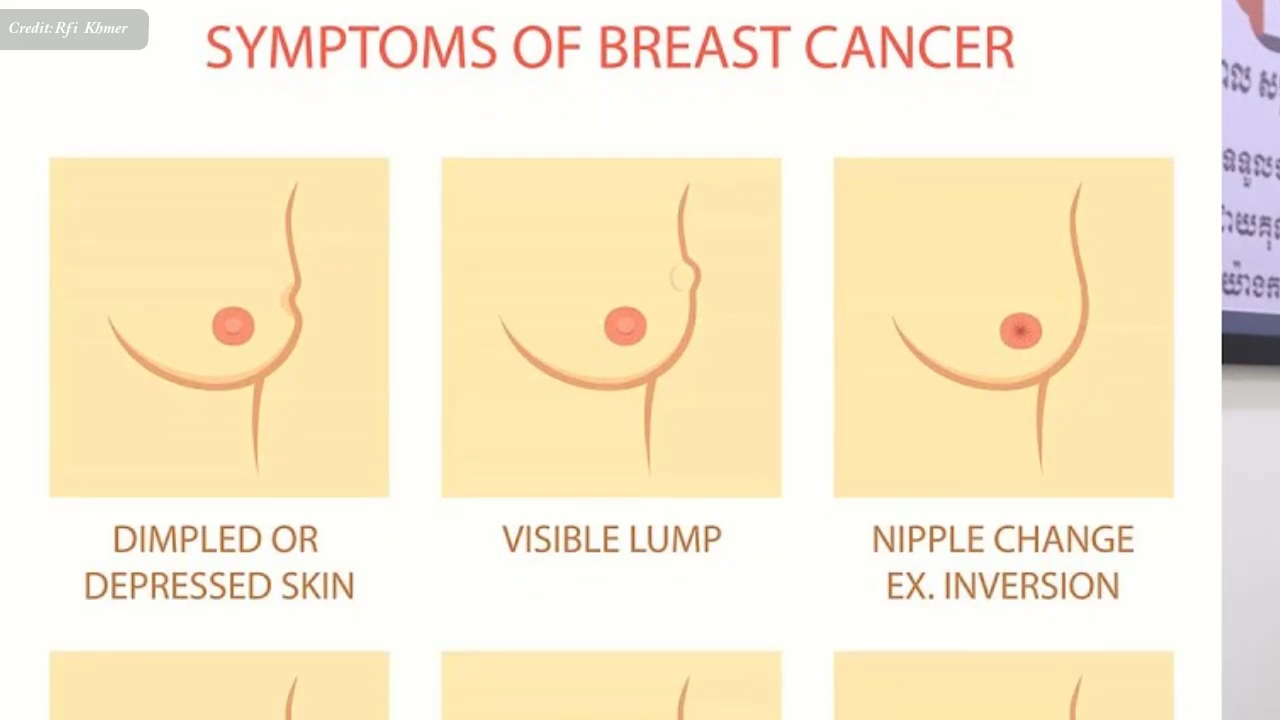 Credit: Rfi Khmer
SYMPTOMS OF BREAST CANCER
DIMPLED OR
DEPRESSED SKIN
VISIBLE LUMP
NIPPLE CHANGE
EX. INVERSION